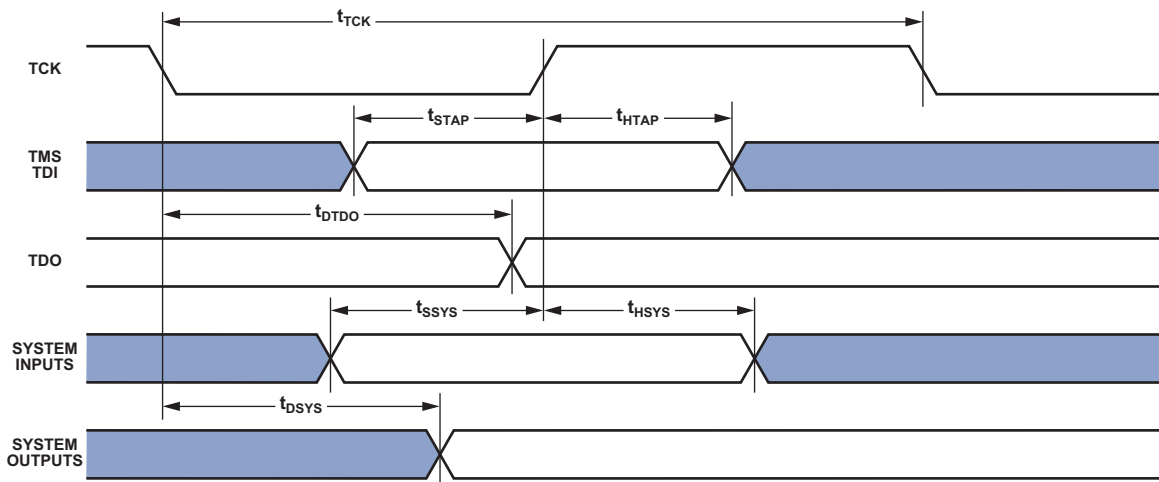 tTCK
TCK
tSTAP
tHTAP
TMS
TDI
tDTDO
TDO
tSSYS
tHSYS
SYSTEM
INPUTS
tDSYS
SYSTEM
OUTPUTS